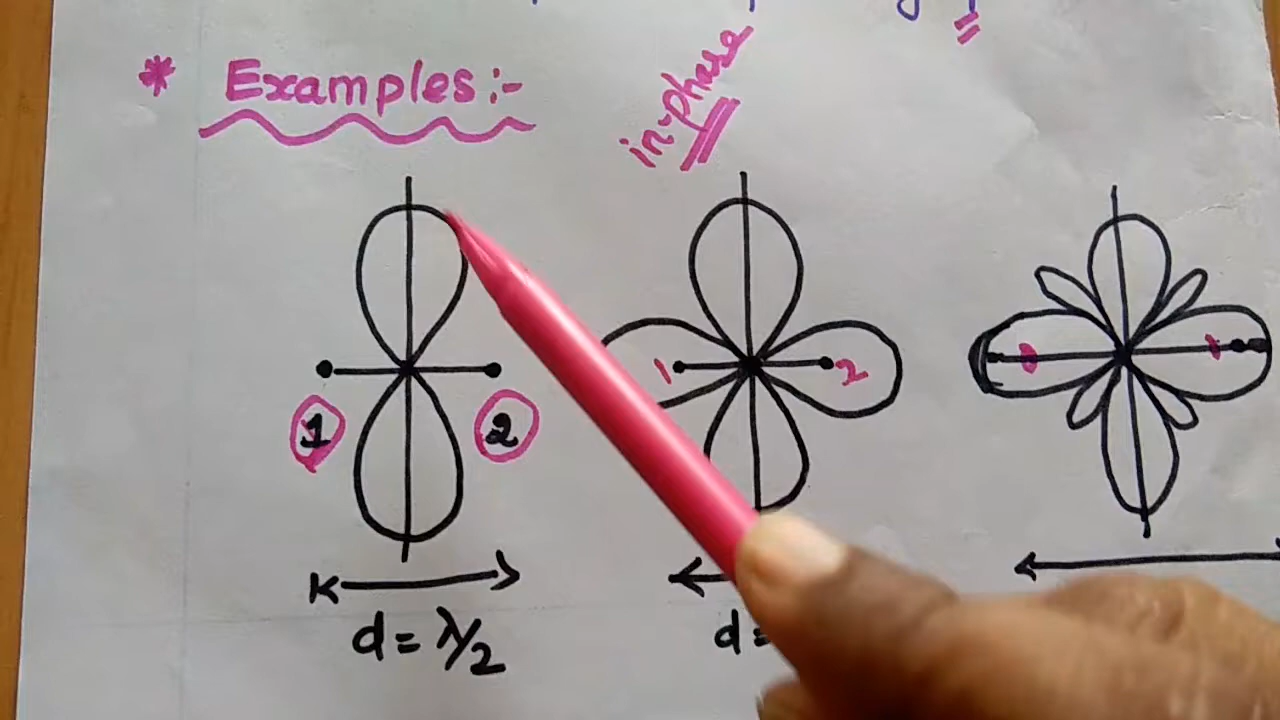 * Examples :-
in-phase
1 2
1 2
d = λ/2
d =